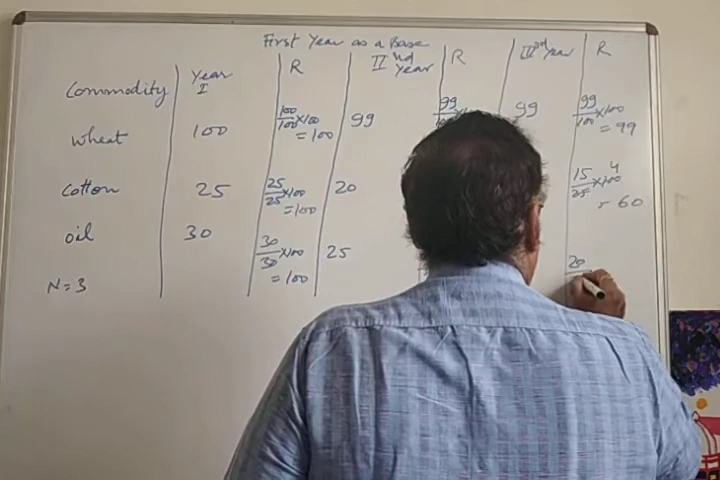 First Year as a Base
Commodity Year I R II nd year R III rd year R
wheat 100 100/100 ×100 = 100 99 99/100 99 99/100 ×100 = 99
Cotton 25 25/25 ×100 = 100 20 15/25 ×100 4 = 60
oil 30 30/30 ×100 = 100 25 20
N = 3